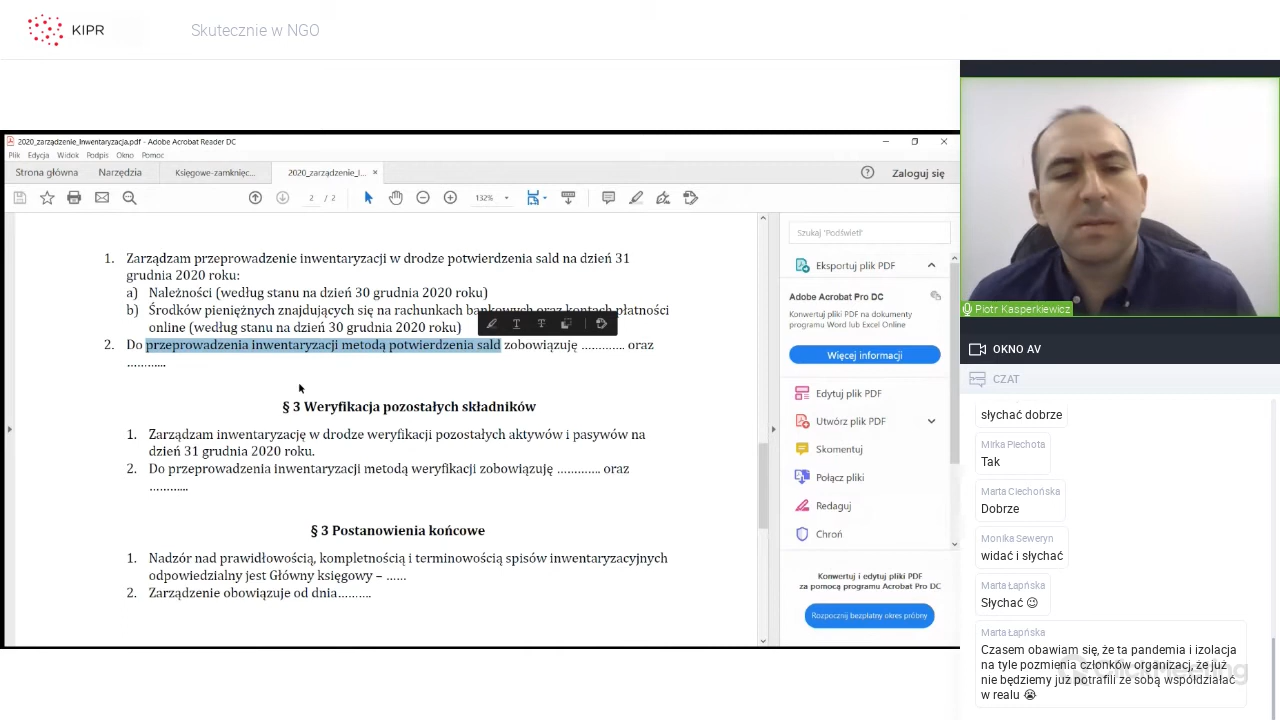 KIPR
Skutecznie w NGO
2020_zarządzenie_Inwentaryzacja.pdf - Adobe Acrobat Reader DC
Plik Edycja Widok Podpis Okno Pomoc
Strona główna Narzędzia Księgowe-zamknięc... 2020_zarządzenie_I... × Zaloguj się
2 / 2 132%
1. Zarządzam przeprowadzenie inwentaryzacji w drodze potwierdzenia sald na dzień 31
grudnia 2020 roku:
a) Należności (według stanu na dzień 30 grudnia 2020 roku)
b) Środków pieniężnych znajdujących się na rachunkach bankowych oraz kontach płatności
online (według stanu na dzień 30 grudnia 2020 roku)
2. Do przeprowadzenia inwentaryzacji metodą potwierdzenia sald zobowiązuję …………. oraz
………...
§ 3 Weryfikacja pozostałych składników
1. Zarządzam inwentaryzację w drodze weryfikacji pozostałych aktywów i pasywów na
dzień 31 grudnia 2020 roku.
2. Do przeprowadzenia inwentaryzacji metodą weryfikacji zobowiązuję …………. oraz
………...
§ 3 Postanowienia końcowe
1. Nadzór nad prawidłowością, kompletnością i terminowością spisów inwentaryzacyjnych
odpowiedzialny jest Główny księgowy – ……
2. Zarządzenie obowiązuje od dnia……….
Szukaj 'Podświetl'
Eksportuj plik PDF
Adobe Acrobat Pro DC
Konwertuj pliki PDF na dokumenty
programu Word lub Excel Online
Więcej informacji
Edytuj plik PDF
Utwórz plik PDF
Skomentuj
Połącz pliki
Redaguj
Chroń
Konwertuj i edytuj pliki PDF
za pomocą programu Acrobat Pro DC
Rozpocznij bezpłatny okres próbny
Piotr Kasperkiewicz
OKNO AV
CZAT
słychać dobrze
Mirka Piechota
Tak
Marta Ciechońska
Dobrze
Monika Seweryn
widać i słychać
Marta Łapńska
Słychać 😉
Marta Łapńska
Czasem obawiam się, że ta pandemia i izolacja
na tyle pozmienia członków organizacj, że już
nie będziemy już potrafili ze sobą współdziałać
w realu 😭
ClickMeeting